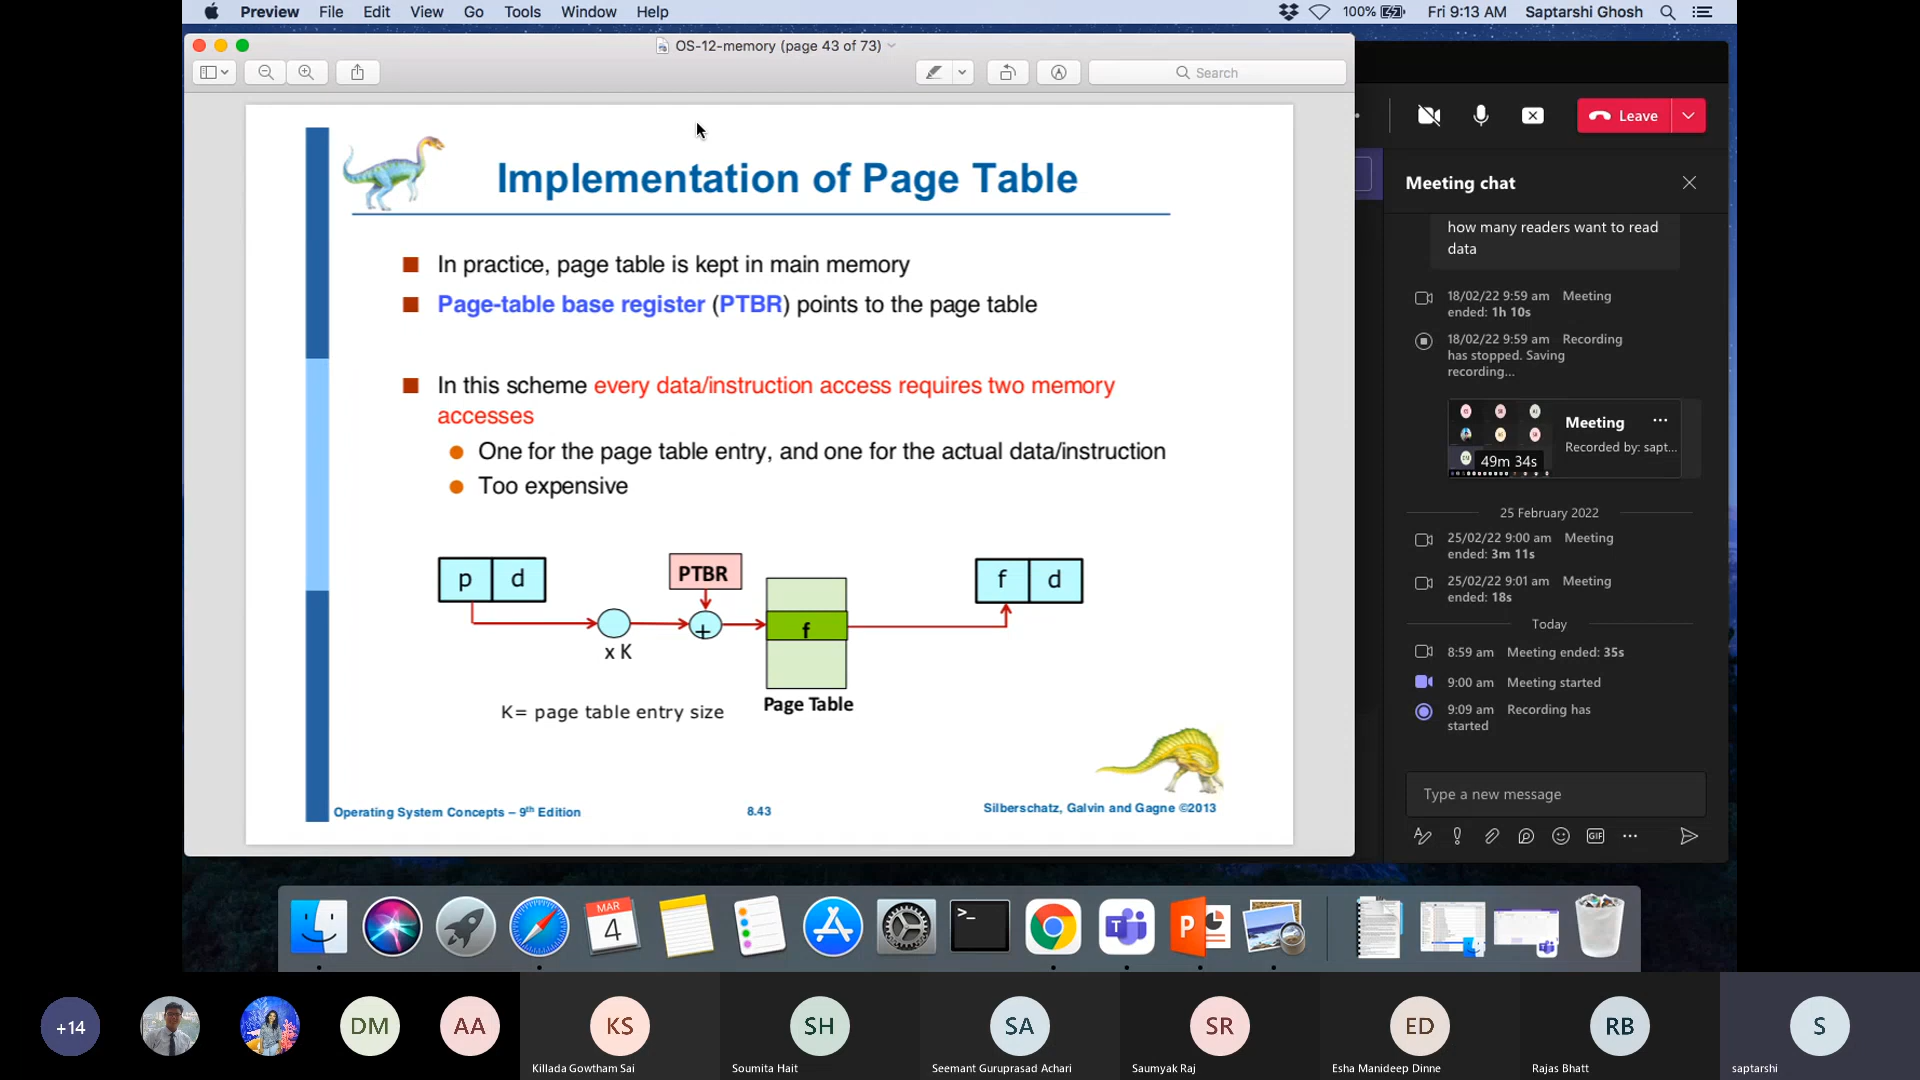 Preview File Edit View Go Tools Window Help
100% Fri 9:13 AM Saptarshi Ghosh
OS-12-memory (page 43 of 73)
Search
Implementation of Page Table
In practice, page table is kept in main memory
Page-table base register (PTBR) points to the page table
In this scheme every data/instruction access requires two memory
accesses
One for the page table entry, and one for the actual data/instruction
Too expensive
p d
PTBR
f d
+
f
x K
K= page table entry size
Page Table
Operating System Concepts – 9th Edition
8.43
Silberschatz, Galvin and Gagne ©2013
Leave
Meeting chat
how many readers want to read
data
18/02/22 9:59 am Meeting
ended: 1h 10s
18/02/22 9:59 am Recording
has stopped. Saving
recording...
Meeting
Recorded by: sapt...
49m 34s
25 February 2022
25/02/22 9:00 am Meeting
ended: 3m 11s
25/02/22 9:01 am Meeting
ended: 18s
Today
8:59 am Meeting ended: 35s
9:00 am Meeting started
9:09 am Recording has
started
Type a new message
GIF
MAR
4
>_
T
P
+14
DM
AA
KS
SH
SA
SR
ED
RB
S
Killada Gowtham Sai
Soumita Hait
Seemant Guruprasad Achari
Saumyak Raj
Esha Manideep Dinne
Rajas Bhatt
saptarshi